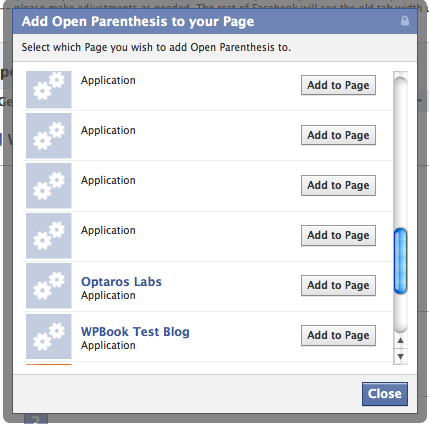 please make adjustments as needed. The rest of Facebook will see the old tab width u
Add Open Parenthesis to your Page
Select which Page you wish to add Open Parenthesis to.
Application
Add to Page
Application
Add to Page
Application
Add to Page
Application
Add to Page
Optaros Labs
Application
Add to Page
WPBook Test Blog
Application
Add to Page
Close